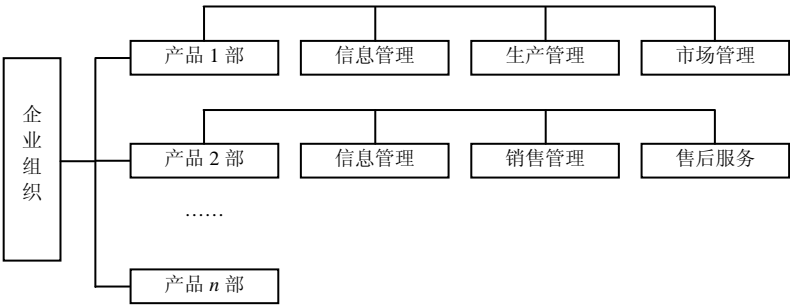 产品 1 部 信息管理 生产管理 市场管理
企业组织
产品 2 部 信息管理 销售管理 售后服务
……
产品 n 部